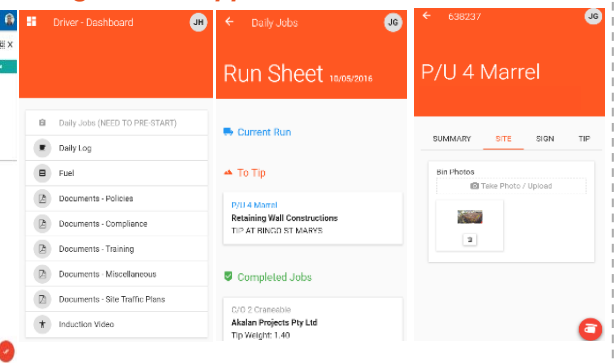 Driver - Dashboard
JH
Daily Jobs (NEED TO PRE-START)
Daily Log
Fuel
Documents - Policies
Documents - Compliance
Documents - Training
Documents - Miscellaneous
Documents - Site Traffic Plans
Induction Video
Daily Jobs
JG
Run Sheet 18/05/2016
Current Run
To Tip
P/U 4 Marrel
Retaining Wall Constructions
TIP AT BINGO ST MARYS
Completed Jobs
C/O 2 Craneable
Akalan Projects Pty Ltd
Tip Weight: 1.40
638237
JG
P/U 4 Marrel
SUMMARY SITE SIGN TIP
Bin Photos
Take Photo / Upload